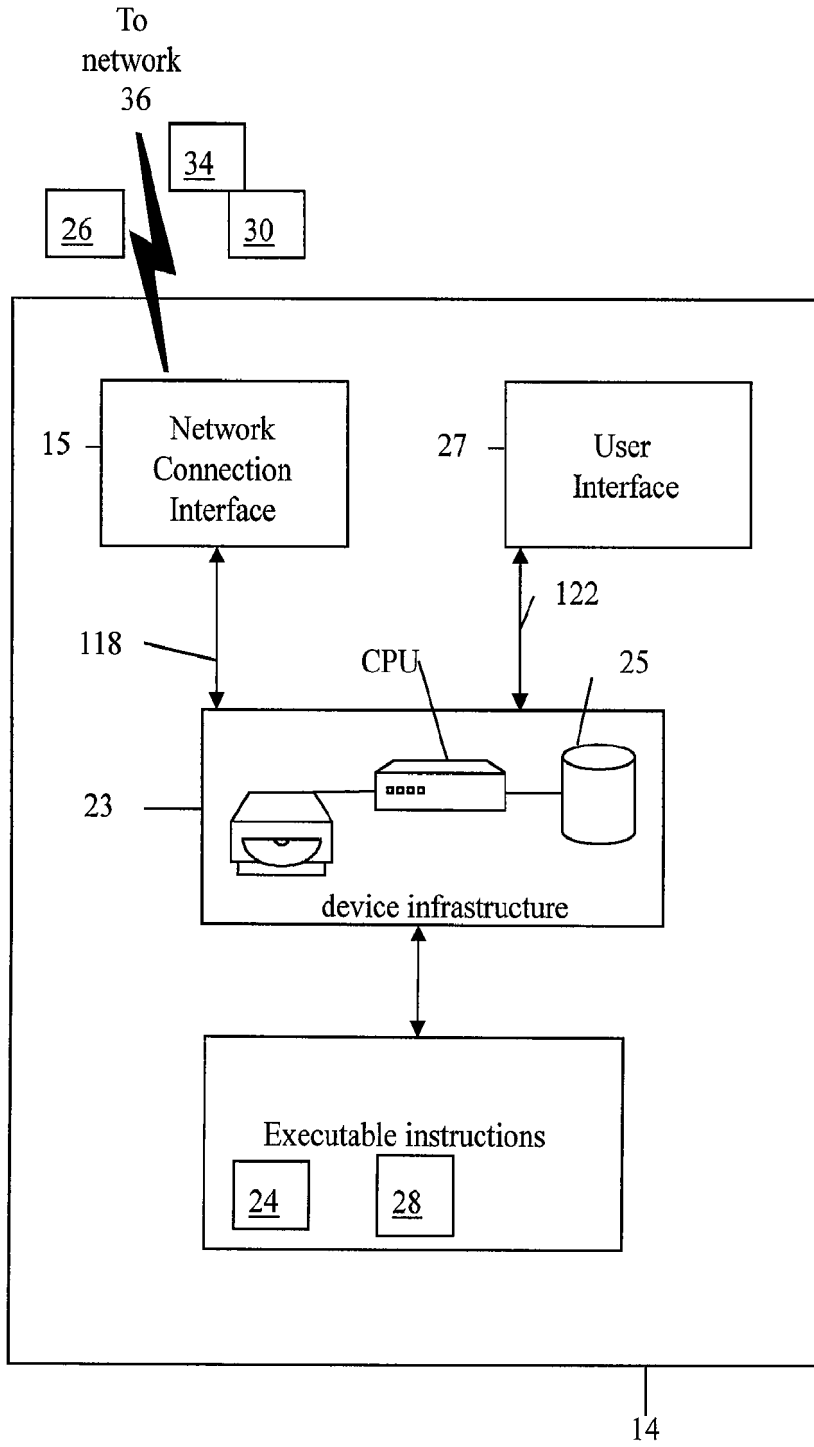 To
network
36
34
26
30
15
Network
Connection
Interface
27
User
Interface
118
122
CPU
25
23
device infrastructure
Executable instructions
24
28
14